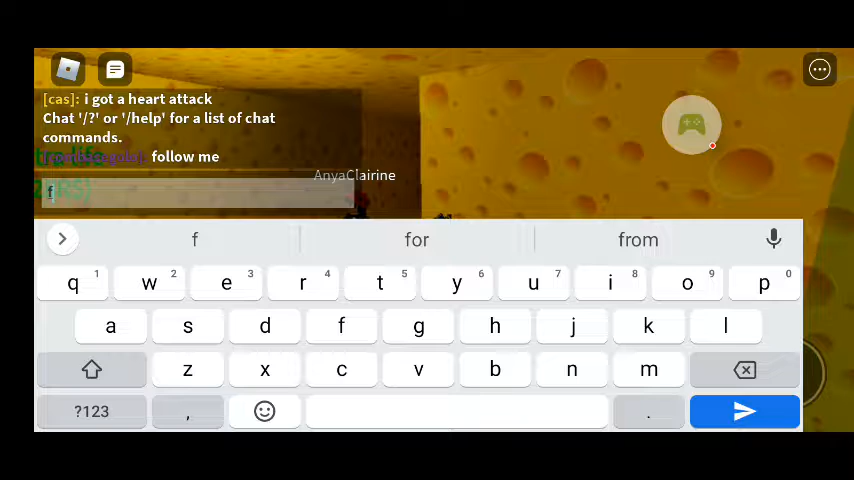 [cas]: i got a heart attack
Chat '/?' or '/help' for a list of chat
commands.
follow me
AnyaClairine
f
f for from
q 1 w 2 e 3 r 4 t 5 y 6 u 7 i 8 o 9 p 0
a s d f g h j k l
z x c v b n m
?123 , .